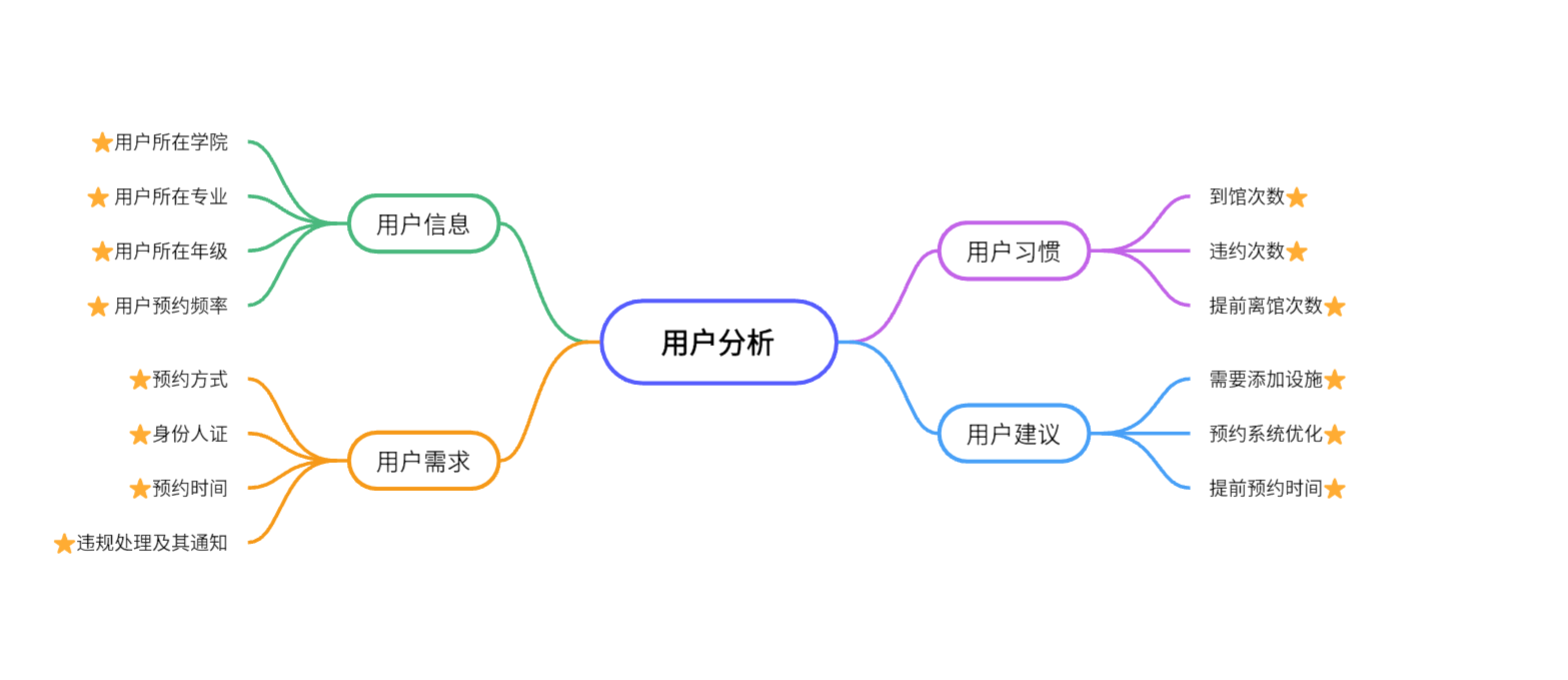 用户分析
用户信息
用户所在学院
用户所在专业
用户所在年级
用户预约频率
用户需求
预约方式
身份人证
预约时间
违规处理及其通知
用户习惯
到馆次数
违约次数
提前离馆次数
用户建议
需要添加设施
预约系统优化
提前预约时间